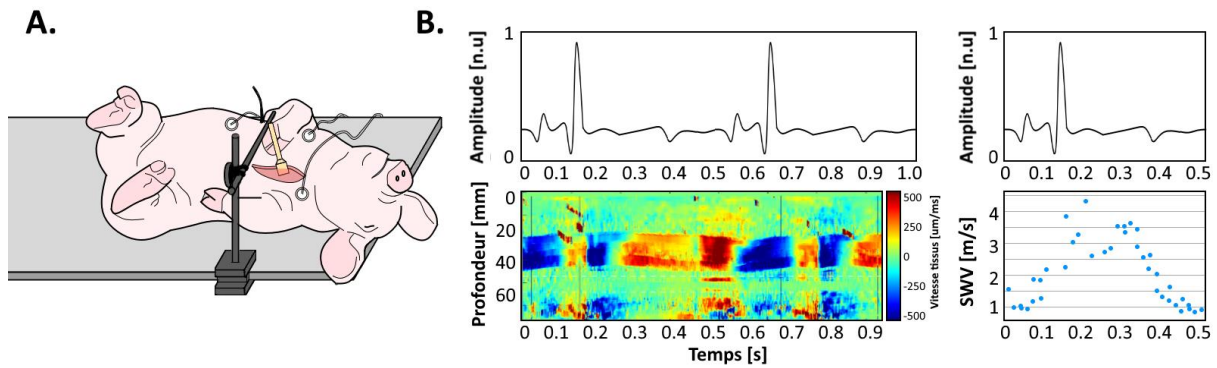 A.
B.
Amplitude [n.u]
1
0
0 0.1 0.2 0.3 0.4 0.5 0.6 0.7 0.8 0.9 1.0
Profondeur [mm]
0
20
40
60
0 0.1 0.2 0.3 0.4 0.5 0.6 0.7 0.8 0.9
Temps [s]
500
250
0
-250
-500
Vitesse tissus [um/ms]
Amplitude [n.u]
1
0
0 0.1 0.2 0.3 0.4 0.5
SWV [m/s]
4
3
2
1
0 0.1 0.2 0.3 0.4 0.5